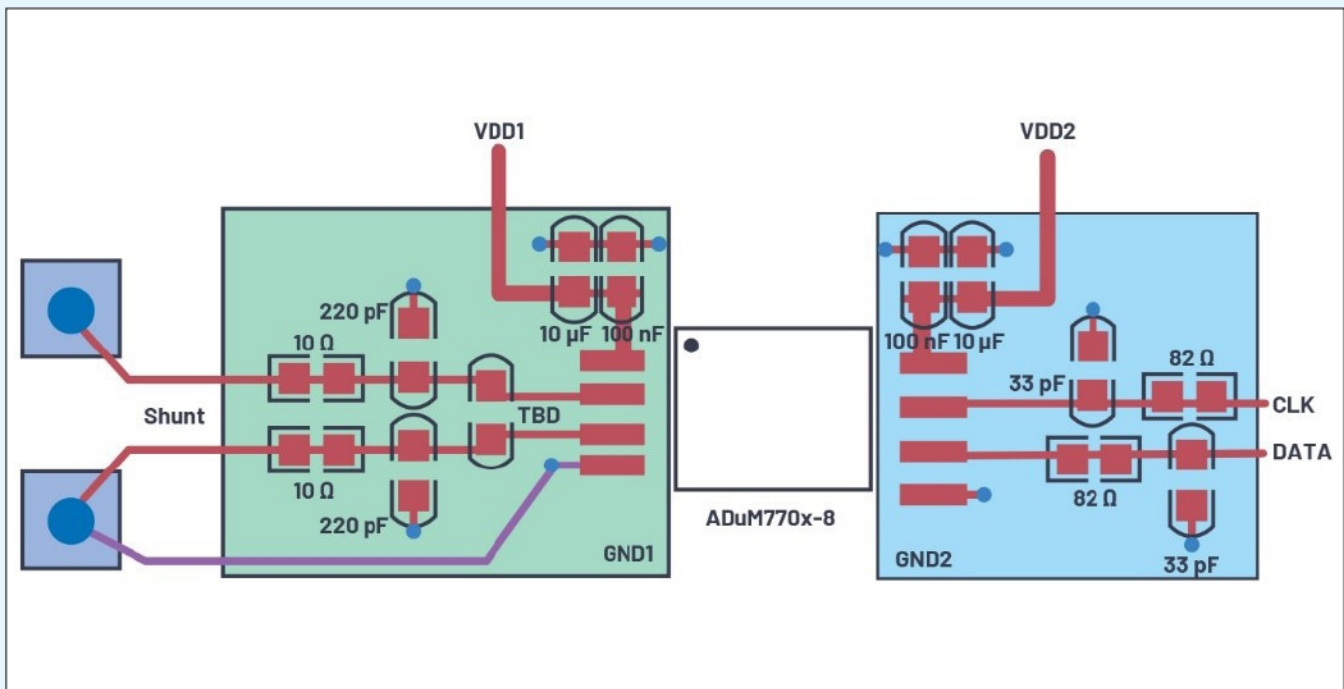 VDD1
VDD2
220 pF
10 µF 100 nF
100 nF 10 µF
10 Ω
82 Ω
33 pF
CLK
Shunt
TBD
DATA
10 Ω
82 Ω
220 pF
ADuM770x-8
GND1
GND2
33 pF